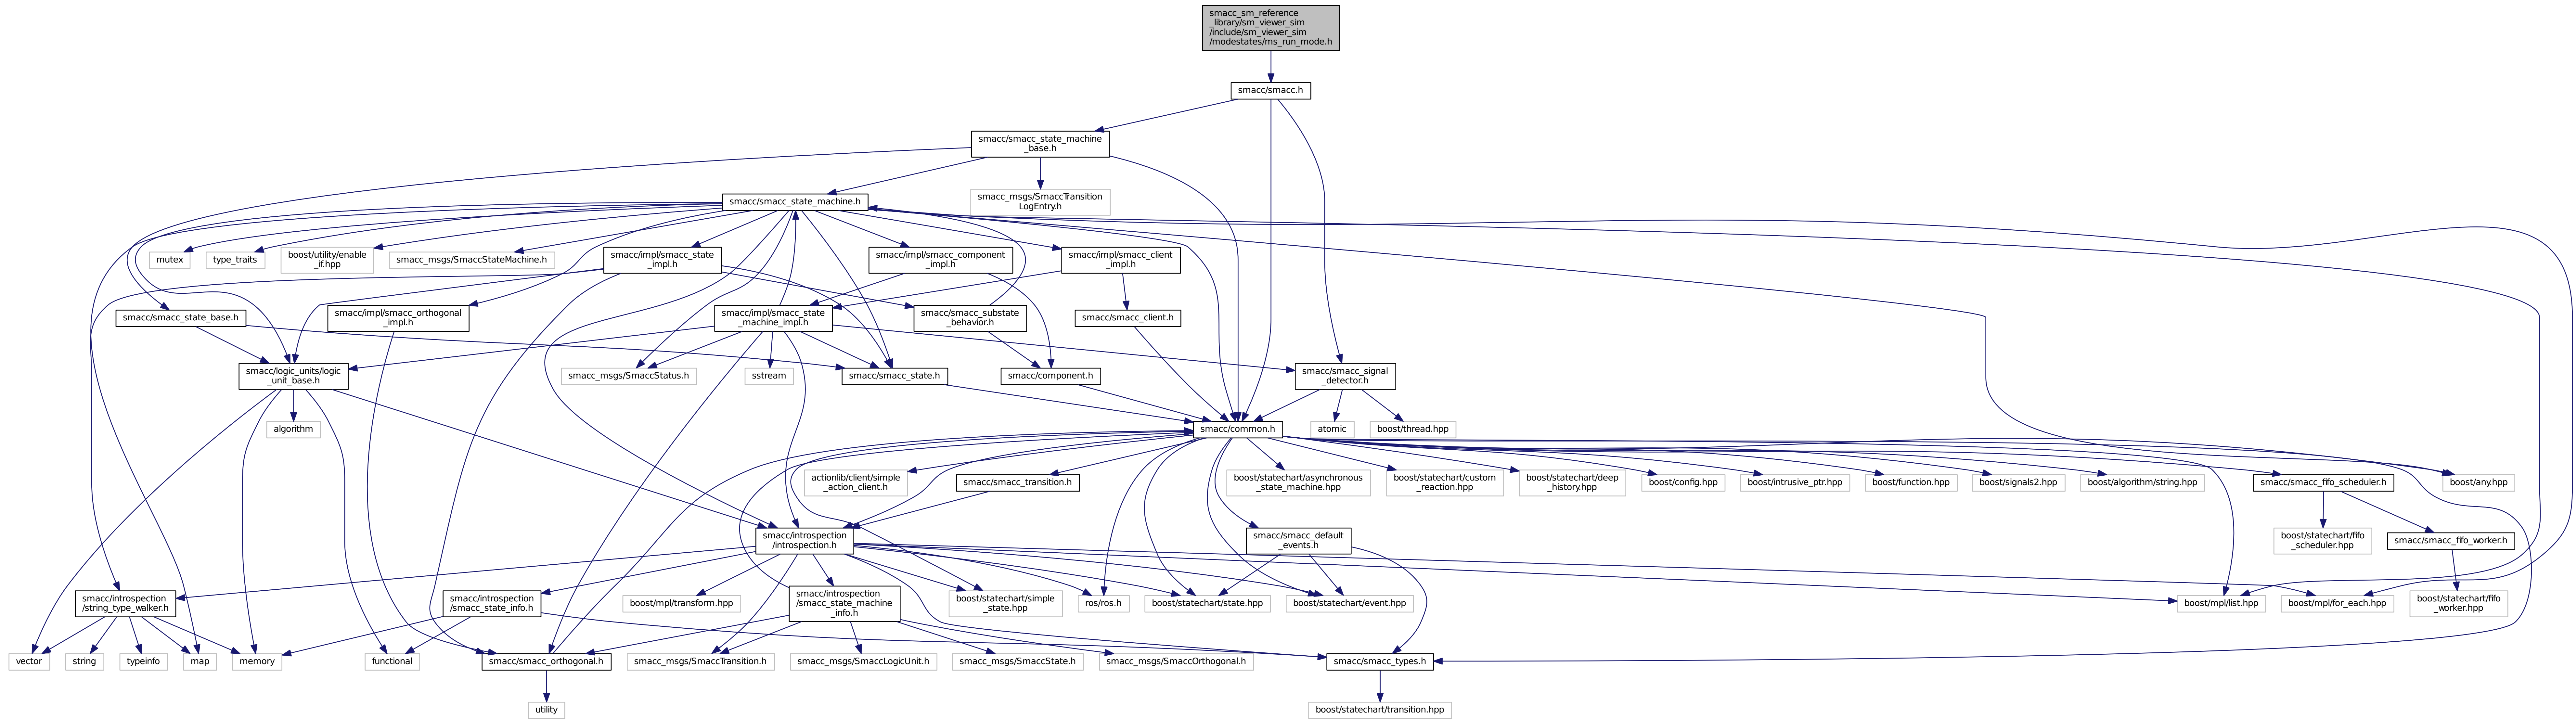 smacc_sm_reference
_library/sm_viewer_sim
/include/sm_viewer_sim
/modestates/ms_run_mode.h
smacc/smacc.h
smacc/smacc_state_machine
_base.h
smacc/smacc_state_machine.h
smacc_msgs/SmaccTransition
LogEntry.h
mutex
type_traits
boost/utility/enable
_if.hpp
smacc_msgs/SmaccStateMachine.h
smacc/impl/smacc_state
_impl.h
smacc/impl/smacc_component
_impl.h
smacc/impl/smacc_client
_impl.h
smacc/smacc_state_base.h
smacc/impl/smacc_orthogonal
_impl.h
smacc/impl/smacc_state
_machine_impl.h
smacc/smacc_substate
_behavior.h
smacc/smacc_client.h
smacc/logic_units/logic
_unit_base.h
smacc_msgs/SmaccStatus.h
sstream
smacc/smacc_state.h
smacc/component.h
smacc/smacc_signal
_detector.h
algorithm
smacc/common.h
atomic
boost/thread.hpp
actionlib/client/simple
_action_client.h
smacc/smacc_transition.h
boost/statechart/asynchronous
_state_machine.hpp
boost/statechart/custom
_reaction.hpp
boost/statechart/deep
_history.hpp
boost/config.hpp
boost/intrusive_ptr.hpp
boost/function.hpp
boost/signals2.hpp
boost/algorithm/string.hpp
smacc/smacc_fifo_scheduler.h
boost/any.hpp
smacc/introspection
/introspection.h
smacc/smacc_default
_events.h
boost/statechart/fifo
_scheduler.hpp
smacc/smacc_fifo_worker.h
smacc/introspection
/string_type_walker.h
smacc/introspection
/smacc_state_info.h
boost/mpl/transform.hpp
smacc/introspection
/smacc_state_machine
_info.h
boost/statechart/simple
_state.hpp
ros/ros.h
boost/statechart/state.hpp
boost/statechart/event.hpp
boost/mpl/list.hpp
boost/mpl/for_each.hpp
boost/statechart/fifo
_worker.hpp
vector
string
typeinfo
map
memory
functional
smacc/smacc_orthogonal.h
smacc_msgs/SmaccTransition.h
smacc_msgs/SmaccLogicUnit.h
smacc_msgs/SmaccState.h
smacc_msgs/SmaccOrthogonal.h
smacc/smacc_types.h
utility
boost/statechart/transition.hpp